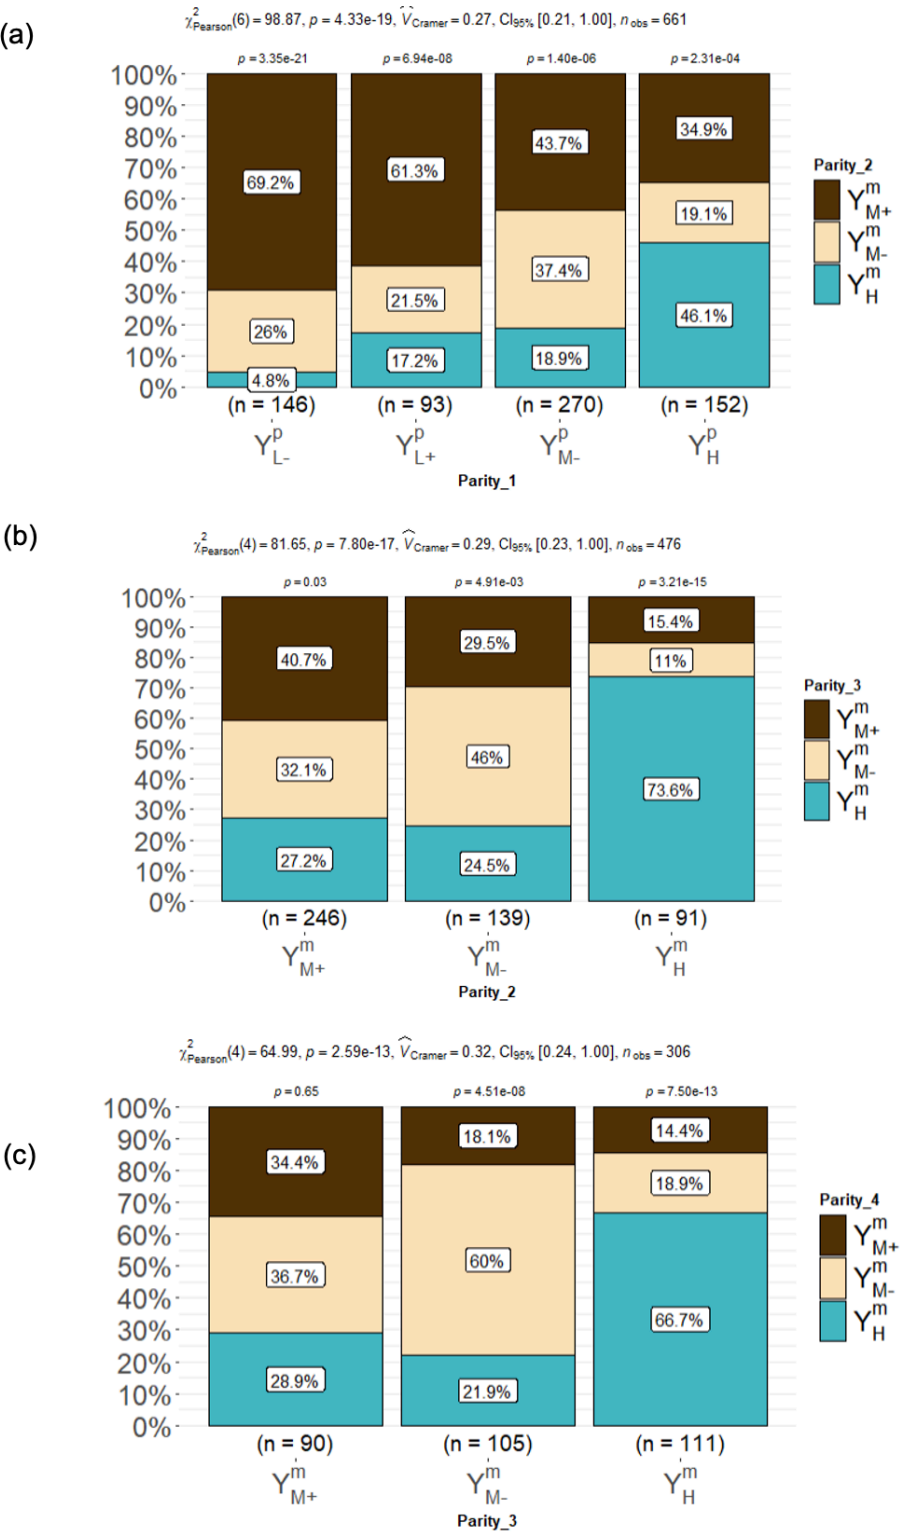 (a)
χ²Pearson(6) = 98.87, p = 4.33e-19, V̂Cramer = 0.27, CI95% [0.21, 1.00], nobs = 661
p = 3.35e-21 p = 6.94e-08 p = 1.40e-06 p = 2.31e-04
100%
90%
80%
70%
60%
50%
40%
30%
20%
10%
0%
69.2% 61.3% 43.7% 34.9%
26% 21.5% 37.4% 19.1%
4.8% 17.2% 18.9% 46.1%
(n = 146) (n = 93) (n = 270) (n = 152)
Y^p_L- Y^p_L+ Y^p_M- Y^p_H
Parity_1
Parity_2
Y^m_M+
Y^m_M-
Y^m_H
(b)
χ²Pearson(4) = 81.65, p = 7.80e-17, V̂Cramer = 0.29, CI95% [0.23, 1.00], nobs = 476
p = 0.03 p = 4.91e-03 p = 3.21e-15
100%
90%
80%
70%
60%
50%
40%
30%
20%
10%
0%
40.7% 29.5% 15.4%
32.1% 46% 11%
27.2% 24.5% 73.6%
(n = 246) (n = 139) (n = 91)
Y^m_M+ Y^m_M- Y^m_H
Parity_2
Parity_3
Y^m_M+
Y^m_M-
Y^m_H
(c)
χ²Pearson(4) = 64.99, p = 2.59e-13, V̂Cramer = 0.32, CI95% [0.24, 1.00], nobs = 306
p = 0.65 p = 4.51e-08 p = 7.50e-13
100%
90%
80%
70%
60%
50%
40%
30%
20%
10%
0%
34.4% 18.1% 14.4%
36.7% 60% 18.9%
28.9% 21.9% 66.7%
(n = 90) (n = 105) (n = 111)
Y^m_M+ Y^m_M- Y^m_H
Parity_3
Parity_4
Y^m_M+
Y^m_M-
Y^m_H